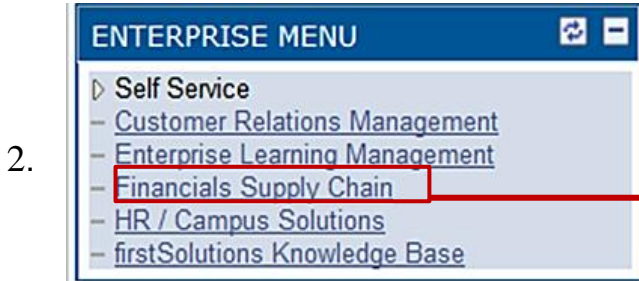 ENTERPRISE MENU
Self Service
Customer Relations Management
Enterprise Learning Management
2.
Financials Supply Chain
HR / Campus Solutions
firstSolutions Knowledge Base